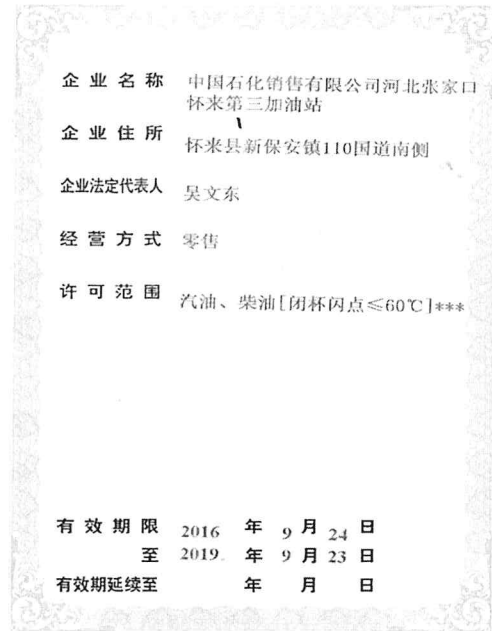 企业名称 中国石化销售有限公司河北张家口
怀来第三加油站
企业住所 怀来县新保安镇110国道南侧
企业法定代表人 吴文东
经营方式 零售
许可范围 汽油、柴油[闭杯闪点≤60℃]***
有效期限 2016 年 9 月 24 日
至 2019 年 9 月 23 日
有效期延续至 年 月 日